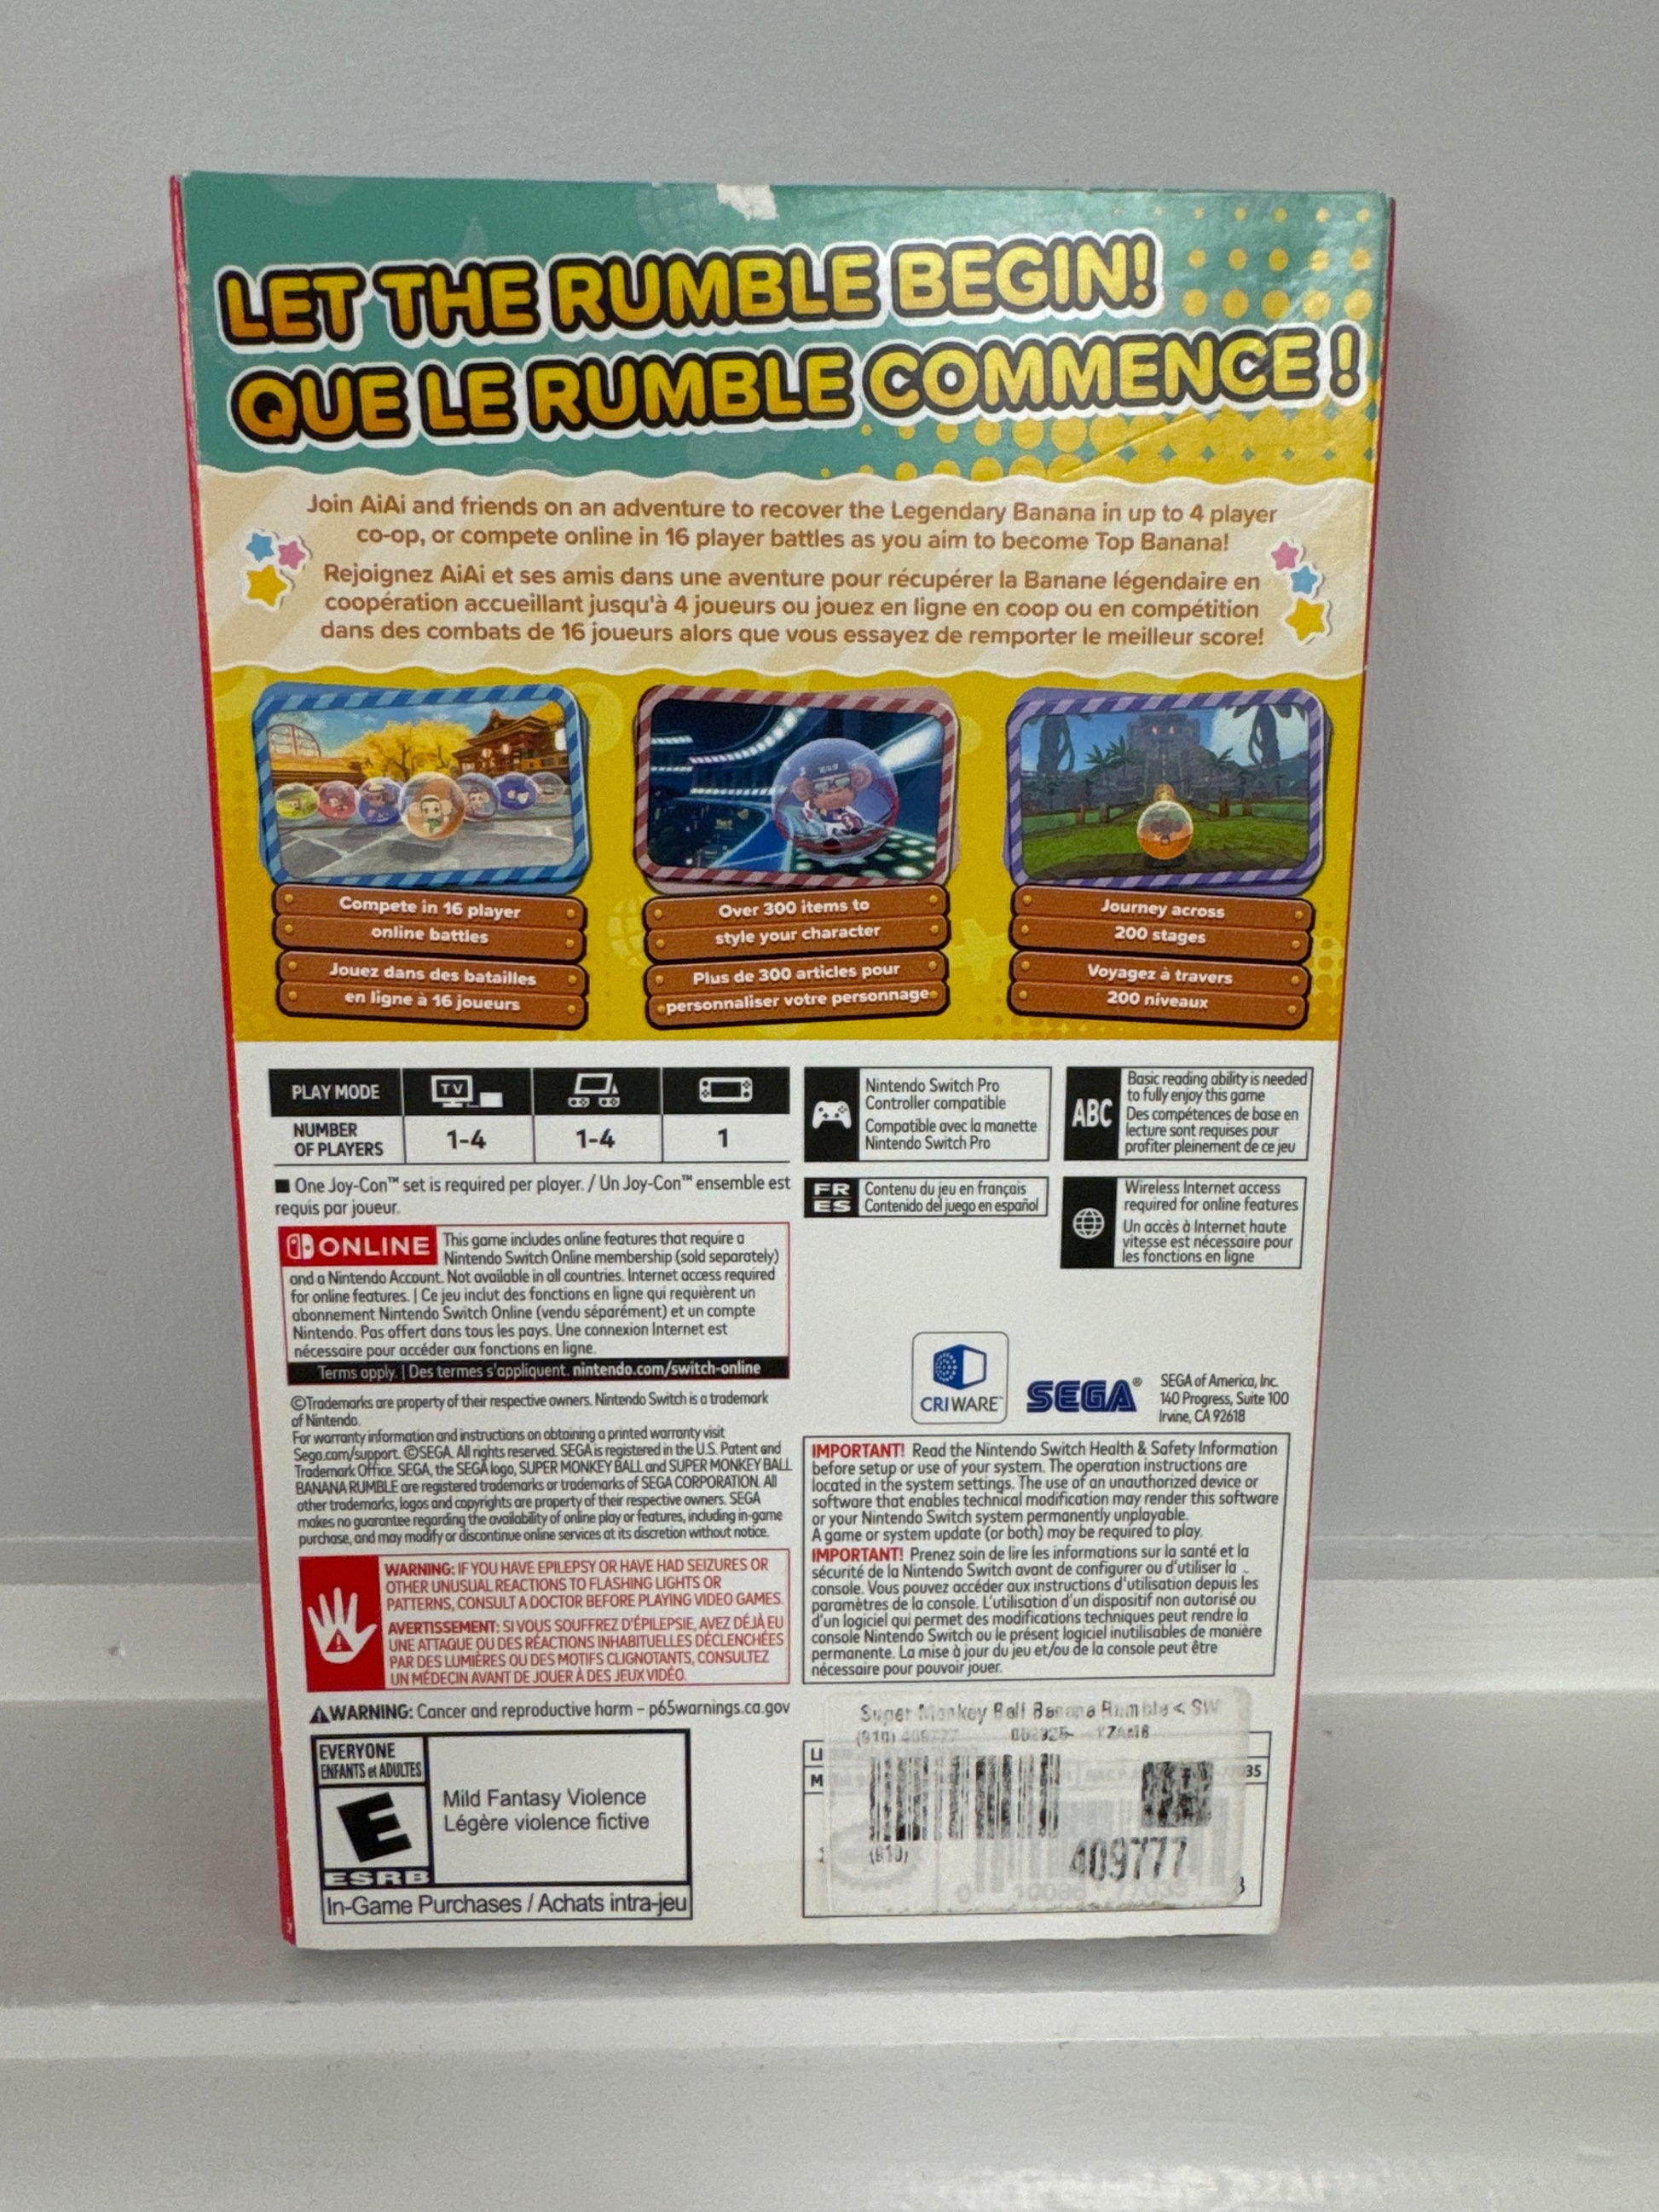 LET THE RUMBLE BEGIN!
QUE LE RUMBLE COMMENCE !
Join AiAi and friends on an adventure to recover the Legendary Banana in up to 4 player
co-op, or compete online in 16 player battles as you aim to become Top Banana!
Rejoignez AiAi et ses amis dans une aventure pour récupérer la Banane légendaire en
coopération accueillant jusqu'à 4 joueurs ou jouez en ligne en coop ou en compétition
dans des combats de 16 joueurs alors que vous essayez de remporter le meilleur score!
Compete in 16 player
online battles
Jouez dans des batailles
en ligne à 16 joueurs
Over 300 items to
style your character
Plus de 300 articles pour
personnaliser votre personnage
Journey across
200 stages
Voyagez à travers
200 niveaux
PLAY MODE
TV
NUMBER
OF PLAYERS
1-4
1-4
1
■ One Joy-Con™ set is required per player. / Un Joy-Con™ ensemble est
requis par joueur.
Nintendo Switch Pro
Controller compatible
Compatible avec la manette
Nintendo Switch Pro
ABC
Basic reading ability is needed
to fully enjoy this game
Des compétences de base en
lecture sont requises pour
profiter pleinement de ce jeu
FR
ES
Contenu du jeu en français
Contenido del juego en español
Wireless Internet access
required for online features
Un accès à Internet haute
vitesse est nécessaire pour
les fonctions en ligne
ONLINE
This game includes online features that require a
Nintendo Switch Online membership (sold separately)
and a Nintendo Account. Not available in all countries. Internet access required
for online features. | Ce jeu inclut des fonctions en ligne qui requièrent un
abonnement Nintendo Switch Online (vendu séparément) et un compte
Nintendo. Pas offert dans tous les pays. Une connexion Internet est
nécessaire pour accéder aux fonctions en ligne.
Terms apply. | Des termes s'appliquent. nintendo.com/switch-online
©Trademarks are property of their respective owners. Nintendo Switch is a trademark
of Nintendo.
For warranty information and instructions on obtaining a printed warranty visit
Sega.com/support. ©SEGA. All rights reserved. SEGA is registered in the U.S. Patent and
Trademark Office. SEGA, the SEGA logo, SUPER MONKEY BALL and SUPER MONKEY BALL
BANANA RUMBLE are registered trademarks or trademarks of SEGA CORPORATION. All
other trademarks, logos and copyrights are property of their respective owners. SEGA
makes no guarantee regarding the availability of online play or features, including in-game
purchase, and may modify or discontinue online services at its discretion without notice.
CRIWARE™
SEGA®
SEGA of America, Inc.
140 Progress, Suite 100
Irvine, CA 92618
IMPORTANT! Read the Nintendo Switch Health & Safety Information
before setup or use of your system. The operation instructions are
located in the system settings. The use of an unauthorized device or
software that enables technical modification may render this software
or your Nintendo Switch system permanently unplayable.
A game or system update (or both) may be required to play.
IMPORTANT! Prenez soin de lire les informations sur la santé et la
sécurité de la Nintendo Switch avant de configurer ou d'utiliser la
console. Vous pouvez accéder aux instructions d'utilisation depuis les
paramètres de la console. L'utilisation d'un dispositif non autorisé ou
d'un logiciel qui permet des modifications techniques peut rendre la
console Nintendo Switch ou le présent logiciel inutilisables de manière
permanente. La mise à jour du jeu et/ou de la console peut être
nécessaire pour pouvoir jouer.
WARNING: IF YOU HAVE EPILEPSY OR HAVE HAD SEIZURES OR
OTHER UNUSUAL REACTIONS TO FLASHING LIGHTS OR
PATTERNS, CONSULT A DOCTOR BEFORE PLAYING VIDEO GAMES.
AVERTISSEMENT: SI VOUS SOUFFREZ D'ÉPILEPSIE, AVEZ DÉJÀ EU
UNE ATTAQUE OU DES RÉACTIONS INHABITUELLES DÉCLENCHÉES
PAR DES LUMIÈRES OU DES MOTIFS CLIGNOTANTS, CONSULTEZ
UN MÉDECIN AVANT DE JOUER À DES JEUX VIDÉO.
WARNING: Cancer and reproductive harm – p65warnings.ca.gov
EVERYONE
ENFANTS et ADULTES
E
ESRB
Mild Fantasy Violence
Légère violence fictive
In-Game Purchases / Achats intra-jeu
Super Monkey Ball Banana Rumble < SW
(910) 409777
(910)
409777